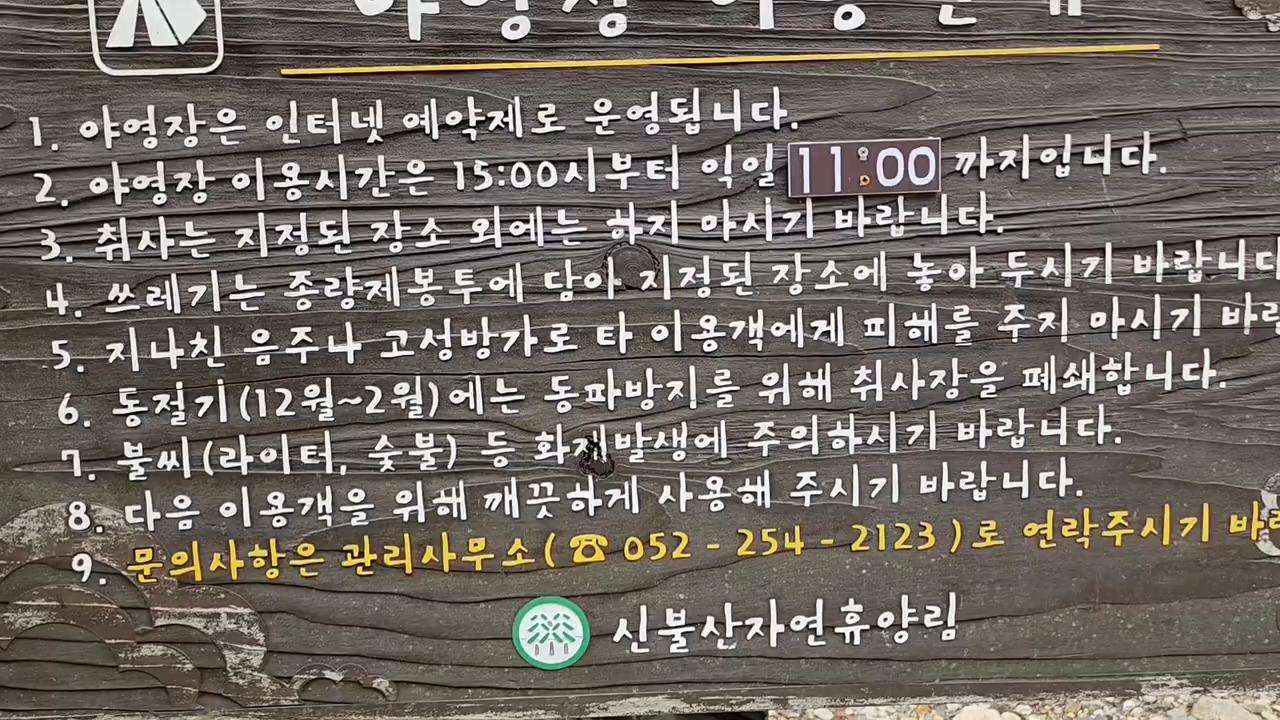 야영장
1. 야영장은 인터넷 예약제로 운영됩니다.
2. 야영장 이용시간은 15:00시부터 익일 11:00 까지입니다.
3. 취사는 지정된 장소 외에는 하지 마시기 바랍니다.
4. 쓰레기는 종량제봉투에 담아 지정된 장소에 놓아 두시기 바랍니다
5. 지나친 음주나 고성방가로 타 이용객에게 피해를 주지 마시기
6. 동절기(12월~2월)에는 동파방지를 위해 취사장을 폐쇄합니다.
7. 불씨(라이터, 숯불) 등 화재발생에 주의하시기 바랍니다.
8. 다음 이용객을 위해 깨끗하게 사용해 주시기 바랍니다.
9. 문의사항은 관리사무소(☎ 052 - 254 - 2123)로 연락주시기
신불산자연휴양림